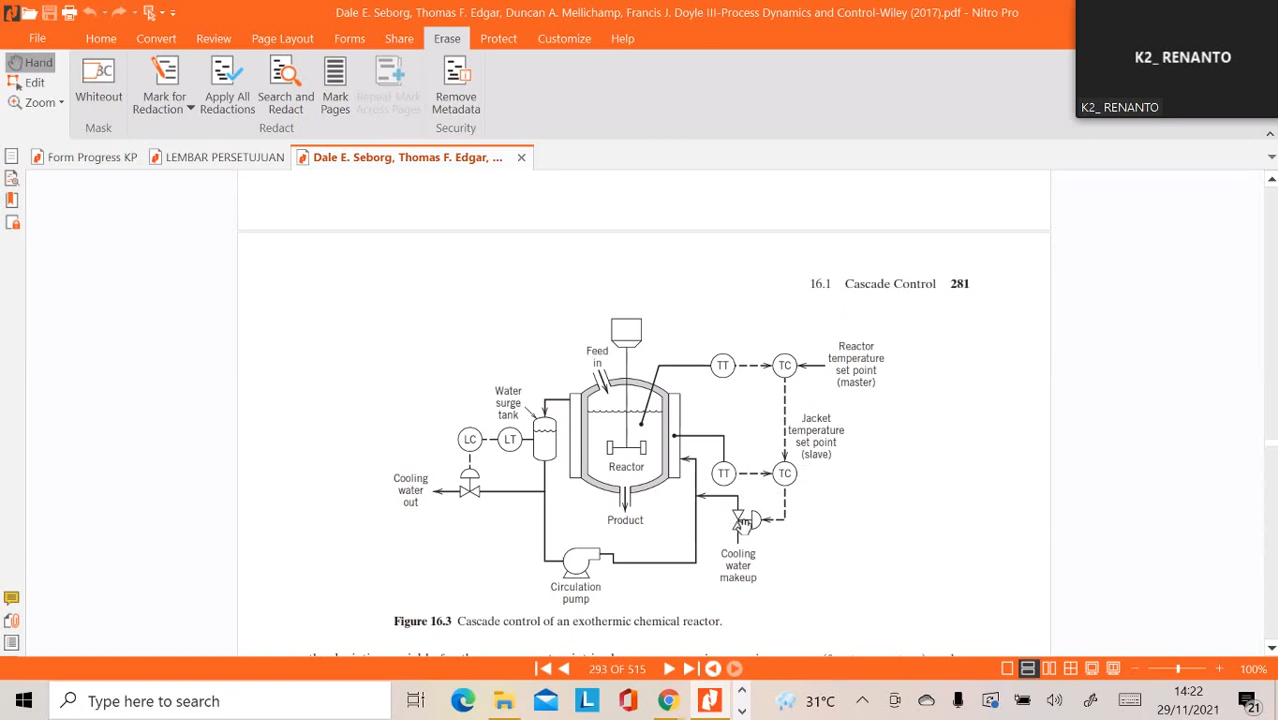 Dale E. Seborg, Thomas F. Edgar, Duncan A. Mellichamp, Francis J. Doyle III-Process Dynamics and Control-Wiley (2017).pdf - Nitro Pro
K2_ RENANTO
K2_ RENANTO
File Home Convert Review Page Layout Forms Share Erase Protect Customize Help
Hand
Edit
Zoom
Whiteout
Mark for Redaction
Apply All Redactions
Search and Redact
Mark Pages
Repeat Mark Across Pages
Remove Metadata
Mask
Redact
Security
Form Progress KP
LEMBAR PERSETUJUAN
Dale E. Seborg, Thomas F. Edgar, ...
16.1 Cascade Control 281
Feed
in
TT
TC
Reactor
temperature
set point
(master)
Water
surge
tank
Jacket
temperature
set point
(slave)
LC
LT
Reactor
TT
TC
Cooling
water
out
Product
Cooling
water
makeup
Circulation
pump
Figure 16.3 Cascade control of an exothermic chemical reactor.
293 OF 515
100%
Type here to search
31°C
14:22
29/11/2021
21